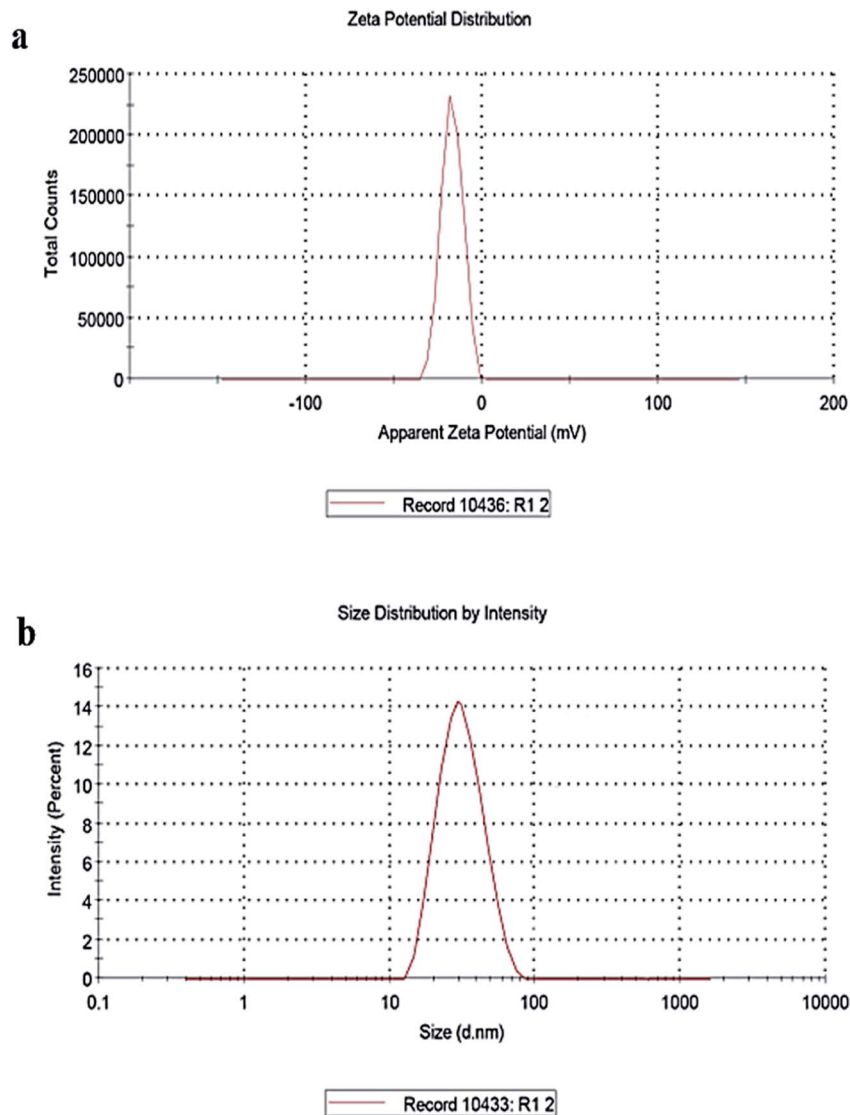 a
Zeta Potential Distribution
250000
200000
150000
100000
50000
0
Total Counts
-100 0 100 200
Apparent Zeta Potential (mV)
Record 10436: R1 2
b
Size Distribution by Intensity
16
14
12
10
8
6
4
2
0
Intensity (Percent)
0.1 1 10 100 1000 10000
Size (d.nm)
Record 10433: R1 2